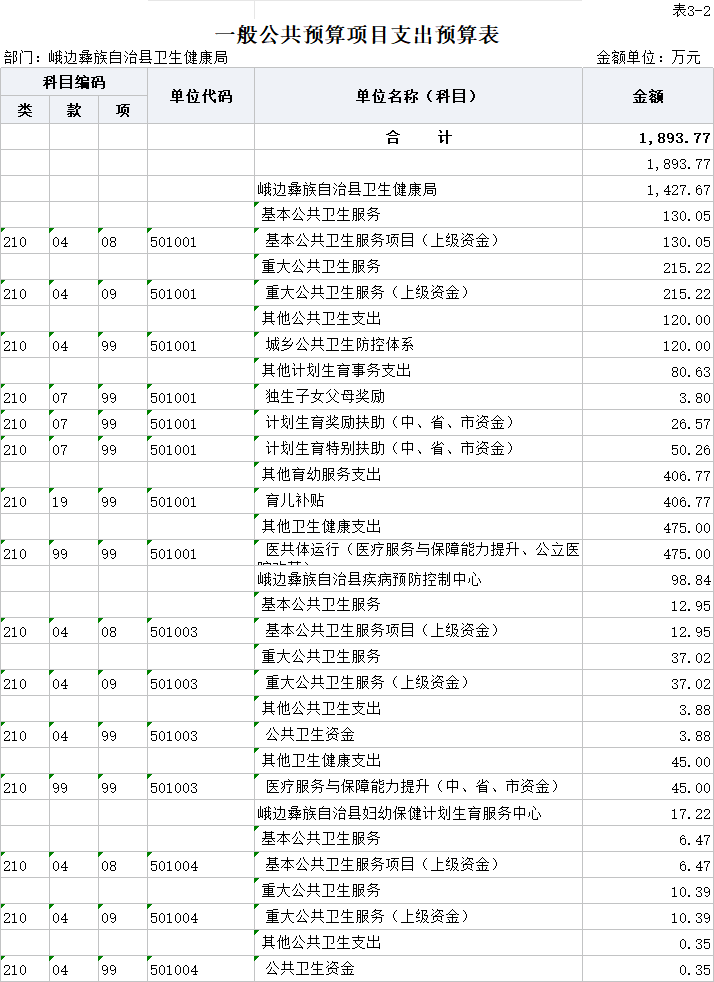 表3-2
一般公共预算项目支出预算表
部门：峨边彝族自治县卫生健康局 金额单位：万元
科目编码 单位代码 单位名称（科目） 金额
类 款 项
合 计 1,893.77
1,893.77
峨边彝族自治县卫生健康局 1,427.67
基本公共卫生服务 130.05
210 04 08 501001 基本公共卫生服务项目（上级资金） 130.05
重大公共卫生服务 215.22
210 04 09 501001 重大公共卫生服务（上级资金） 215.22
其他公共卫生支出 120.00
210 04 99 501001 城乡公共卫生防控体系 120.00
其他计划生育事务支出 80.63
210 07 99 501001 独生子女父母奖励 3.80
210 07 99 501001 计划生育奖励扶助（中、省、市资金） 26.57
210 07 99 501001 计划生育特别扶助（中、省、市资金） 50.26
其他育幼服务支出 406.77
210 19 99 501001 育儿补贴 406.77
其他卫生健康支出 475.00
210 99 99 501001 医共体运行（医疗服务与保障能力提升、公立医 475.00
峨边彝族自治县疾病预防控制中心 98.84
基本公共卫生服务 12.95
210 04 08 501003 基本公共卫生服务项目（上级资金） 12.95
重大公共卫生服务 37.02
210 04 09 501003 重大公共卫生服务（上级资金） 37.02
其他公共卫生支出 3.88
210 04 99 501003 公共卫生资金 3.88
其他卫生健康支出 45.00
210 99 99 501003 医疗服务与保障能力提升（中、省、市资金） 45.00
峨边彝族自治县妇幼保健计划生育服务中心 17.22
基本公共卫生服务 6.47
210 04 08 501004 基本公共卫生服务项目（上级资金） 6.47
重大公共卫生服务 10.39
210 04 09 501004 重大公共卫生服务（上级资金） 10.39
其他公共卫生支出 0.35
210 04 99 501004 公共卫生资金 0.35